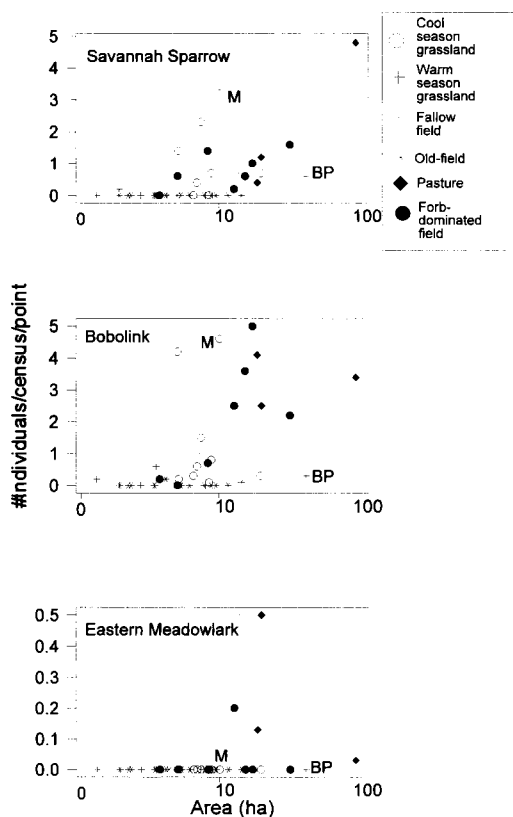 5
Savannah Sparrow
4
M
3
2
1
BP
0
0
10
100
Cool
season
grassland
Warm
season
grassland
Fallow
field
Old-field
Pasture
Forb-
dominated
field
#Individuals/census/point
5
M
Bobolink
4
3
2
1
BP
0
0
10
100
0.5
Eastern Meadowlark
0.4
0.3
0.2
0.1
M
BP
0.0
0
10
100
Area (ha)